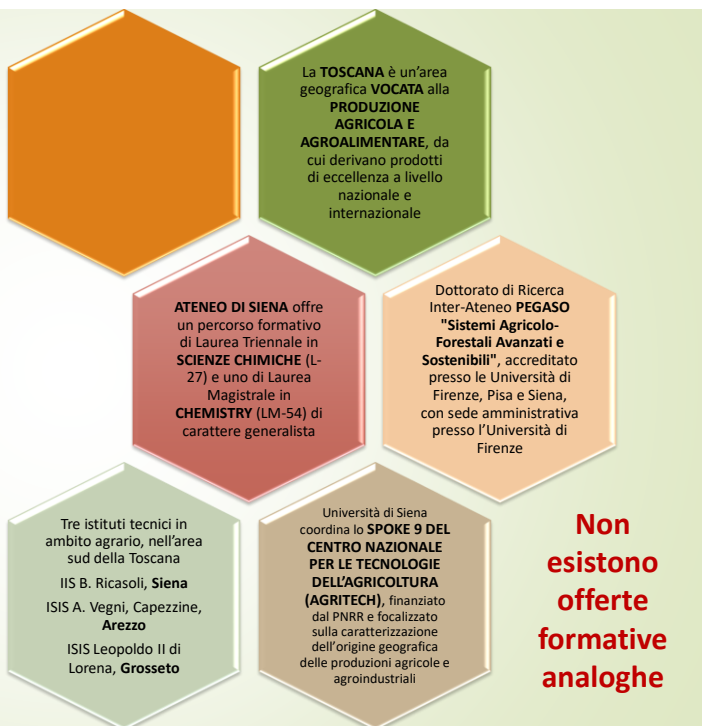 La TOSCANA è un'area
geografica VOCATA alla
PRODUZIONE
AGRICOLA E
AGROALIMENTARE, da
cui derivano prodotti
di eccellenza a livello
nazionale e
internazionale
ATENEO DI SIENA offre
un percorso formativo
di Laurea Triennale in
SCIENZE CHIMICHE (L-
27) e uno di Laurea
Magistrale in
CHEMISTRY (LM-54) di
carattere generalista
Dottorato di Ricerca
Inter-Ateneo PEGASO
"Sistemi Agricolo-
Forestali Avanzati e
Sostenibili", accreditato
presso le Università di
Firenze, Pisa e Siena,
con sede amministrativa
presso l'Università di
Firenze
Tre istituti tecnici in
ambito agrario, nell'area
sud della Toscana
IIS B. Ricasoli, Siena
ISIS A. Vegni, Capezzine,
Arezzo
ISIS Leopoldo II di
Lorena, Grosseto
Università di Siena
coordina lo SPOKE 9 DEL
CENTRO NAZIONALE
PER LE TECNOLOGIE
DELL'AGRICOLTURA
(AGRITECH), finanziato
dal PNRR e focalizzato
sulla caratterizzazione
dell'origine geografica
delle produzioni agricole e
agroindustriali
Non
esistono
offerte
formative
analoghe